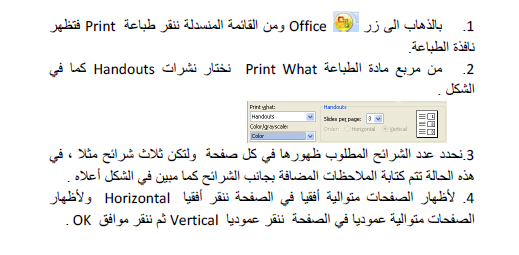 1. بالذهاب الى زر Office ومن القائمة المنسدلة ننقر طباعة Print فتظهر
نافذة الطباعة.
2. من مربع مادة الطباعة Print What نختار نشرات Handouts كما في
الشكل .
Print what:
Handouts
Handouts
Slides per page: 3
Color/grayscale:
Order: Horizontal Vertical
Color
3.نحدد عدد الشرائح المطلوب ظهورها في كل صفحة ولتكن ثلاث شرائح مثلا ، في
هذه الحالة تتم كتابة الملاحظات المضافة بجانب الشرائح كما مبين في الشكل أعلاه .
4. لأظهار الصفحات متوالية أفقيا في الصفحة ننقر أفقيا Horizontal ولأظهار
الصفحات متوالية عموديا في الصفحة ننقر عموديا Vertical ثم ننقر موافق OK .